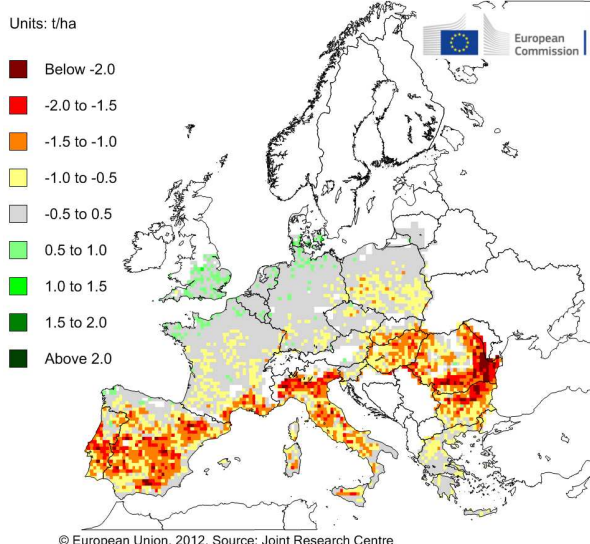 Units: t/ha
European
Commission
Below -2.0
-2.0 to -1.5
-1.5 to -1.0
-1.0 to -0.5
-0.5 to 0.5
0.5 to 1.0
1.0 to 1.5
1.5 to 2.0
Above 2.0
© European Union, 2012. Source: Joint Research Centre